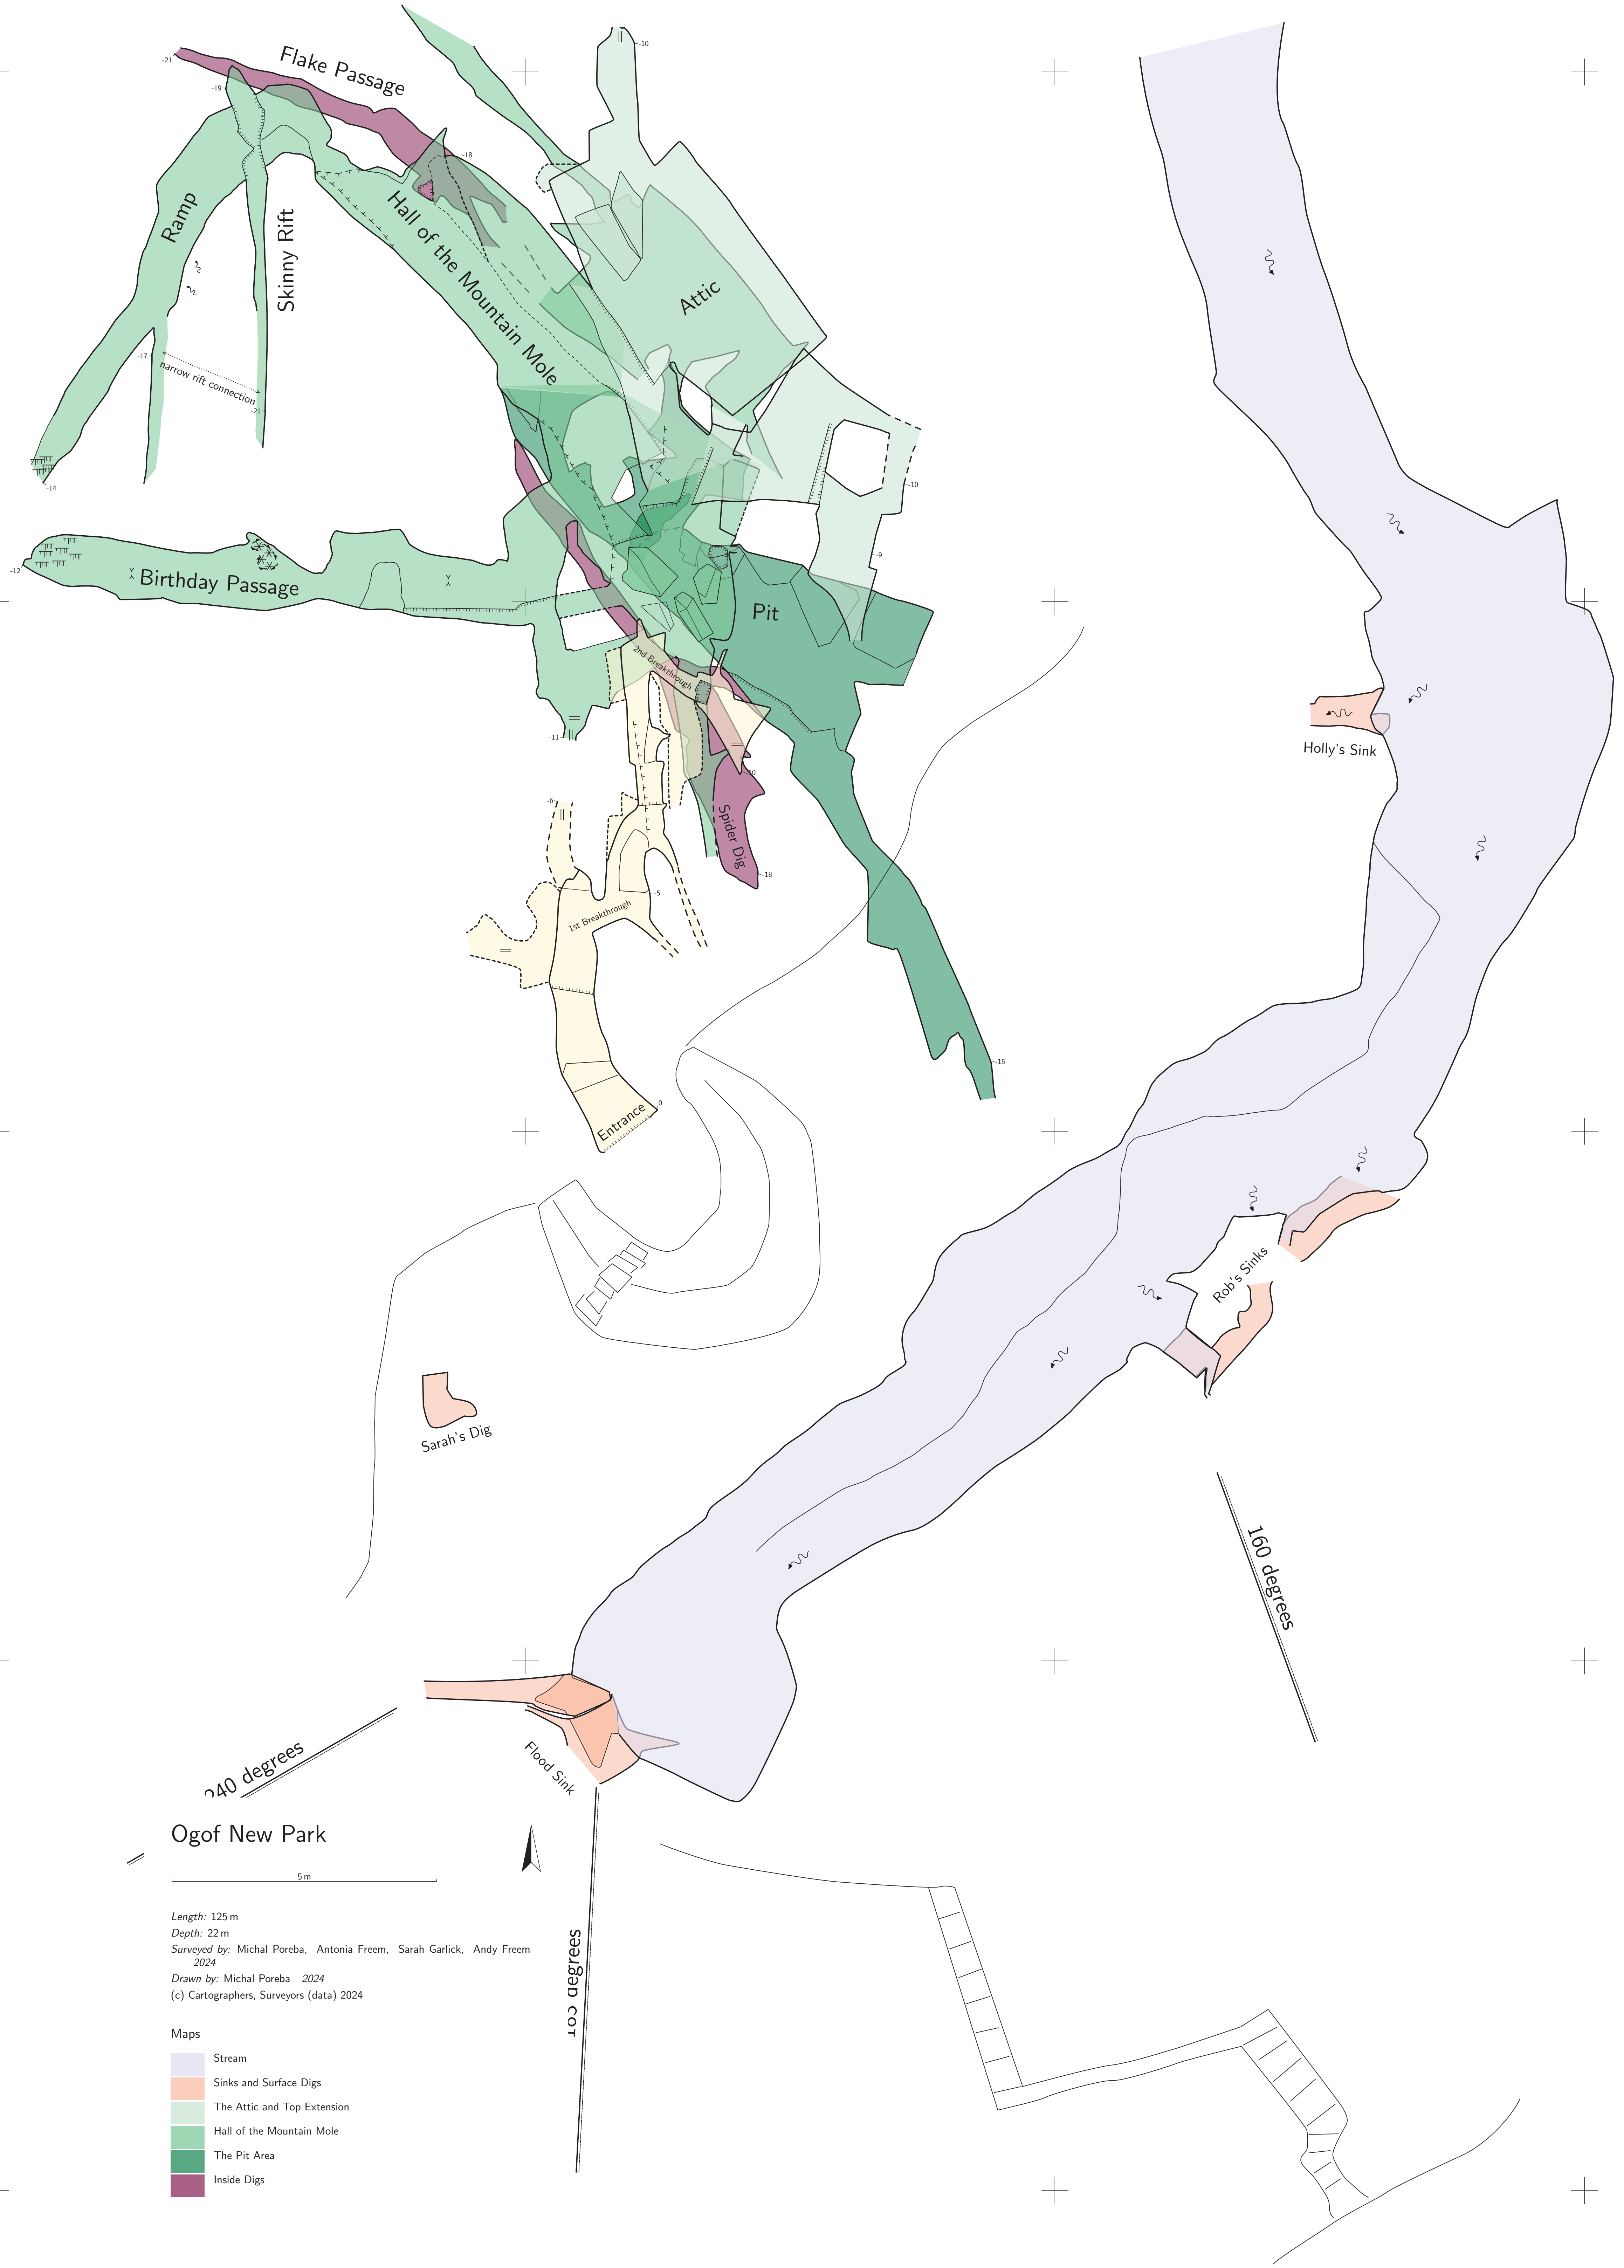 -10
Flake Passage
-21
-19
-18
Hall of the Mountain Mole
Ramp
Skinny Rift
Attic
-17
narrow rift connection
-21
-14
-10
-9
-12
Birthday Passage
Pit
2nd Breakthrough
Holly's Sink
-11
-10
-6
Spider Dig
-18
-5
1st Breakthrough
-15
0
Entrance
Rob's Sinks
Sarah's Dig
160 degrees
240 degrees
Flood Sink
degrees
Ogof New Park
5 m
Length: 125 m
Depth: 22 m
Surveyed by: Michal Poreba, Antonia Freem, Sarah Garlick, Andy Freem
2024
Drawn by: Michal Poreba 2024
(c) Cartographers, Surveyors (data) 2024
Maps
Stream
Sinks and Surface Digs
The Attic and Top Extension
Hall of the Mountain Mole
The Pit Area
Inside Digs